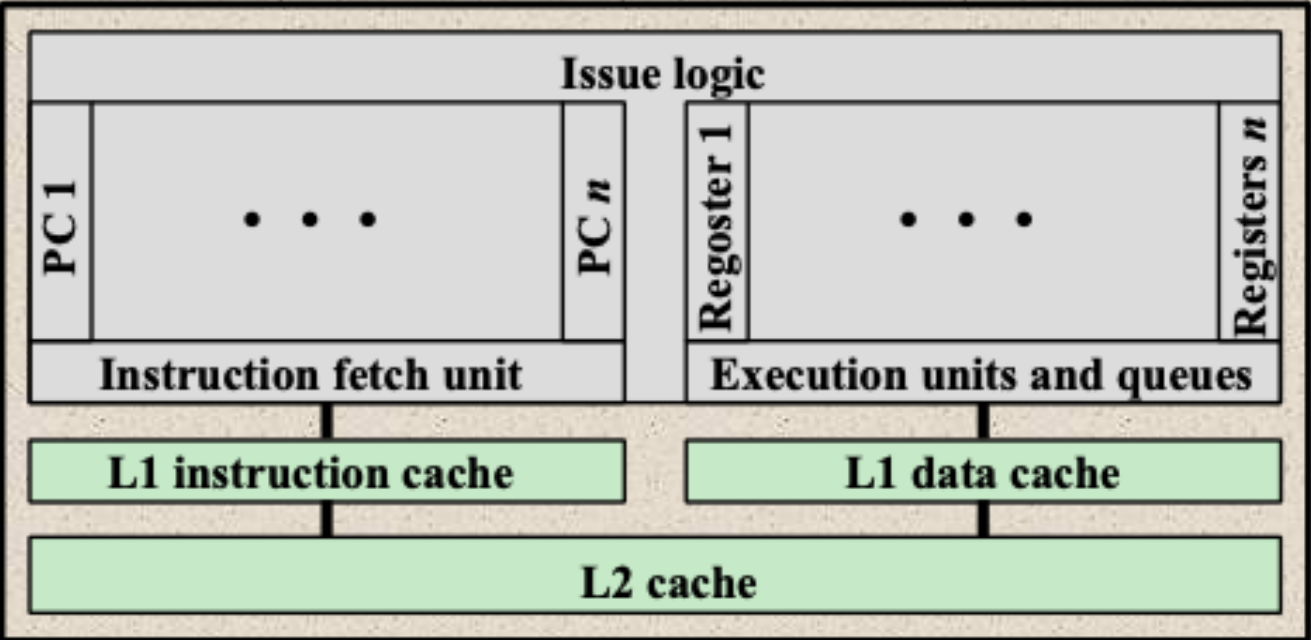 Issue logic
PC 1
PC n
Regoster 1
Registers n
Instruction fetch unit
Execution units and queues
L1 instruction cache
L1 data cache
L2 cache